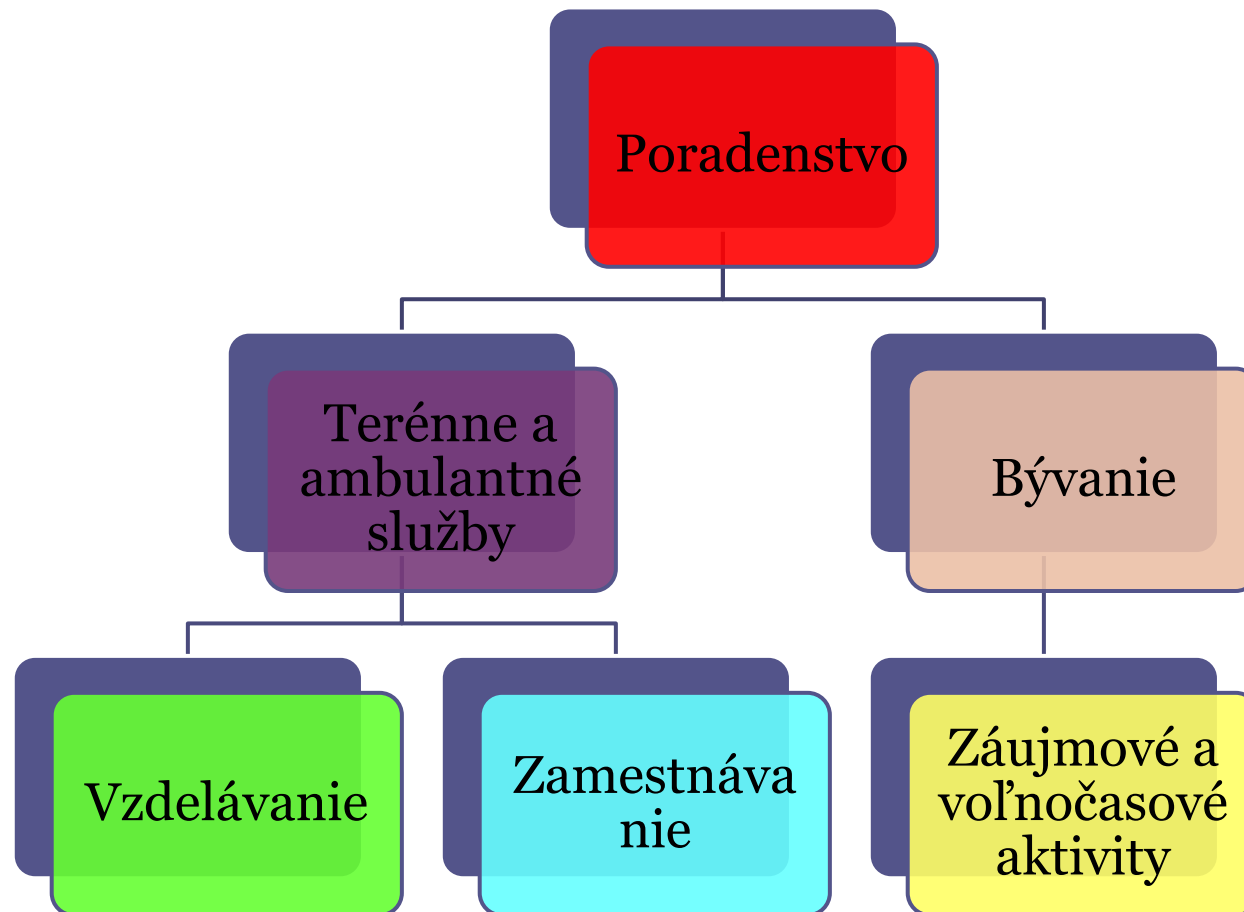 Poradenstvo
Terénne a
ambulantné
služby
Bývanie
Vzdelávanie
Zamestnáva
nie
Záujmové a
voľnočasové
aktivity